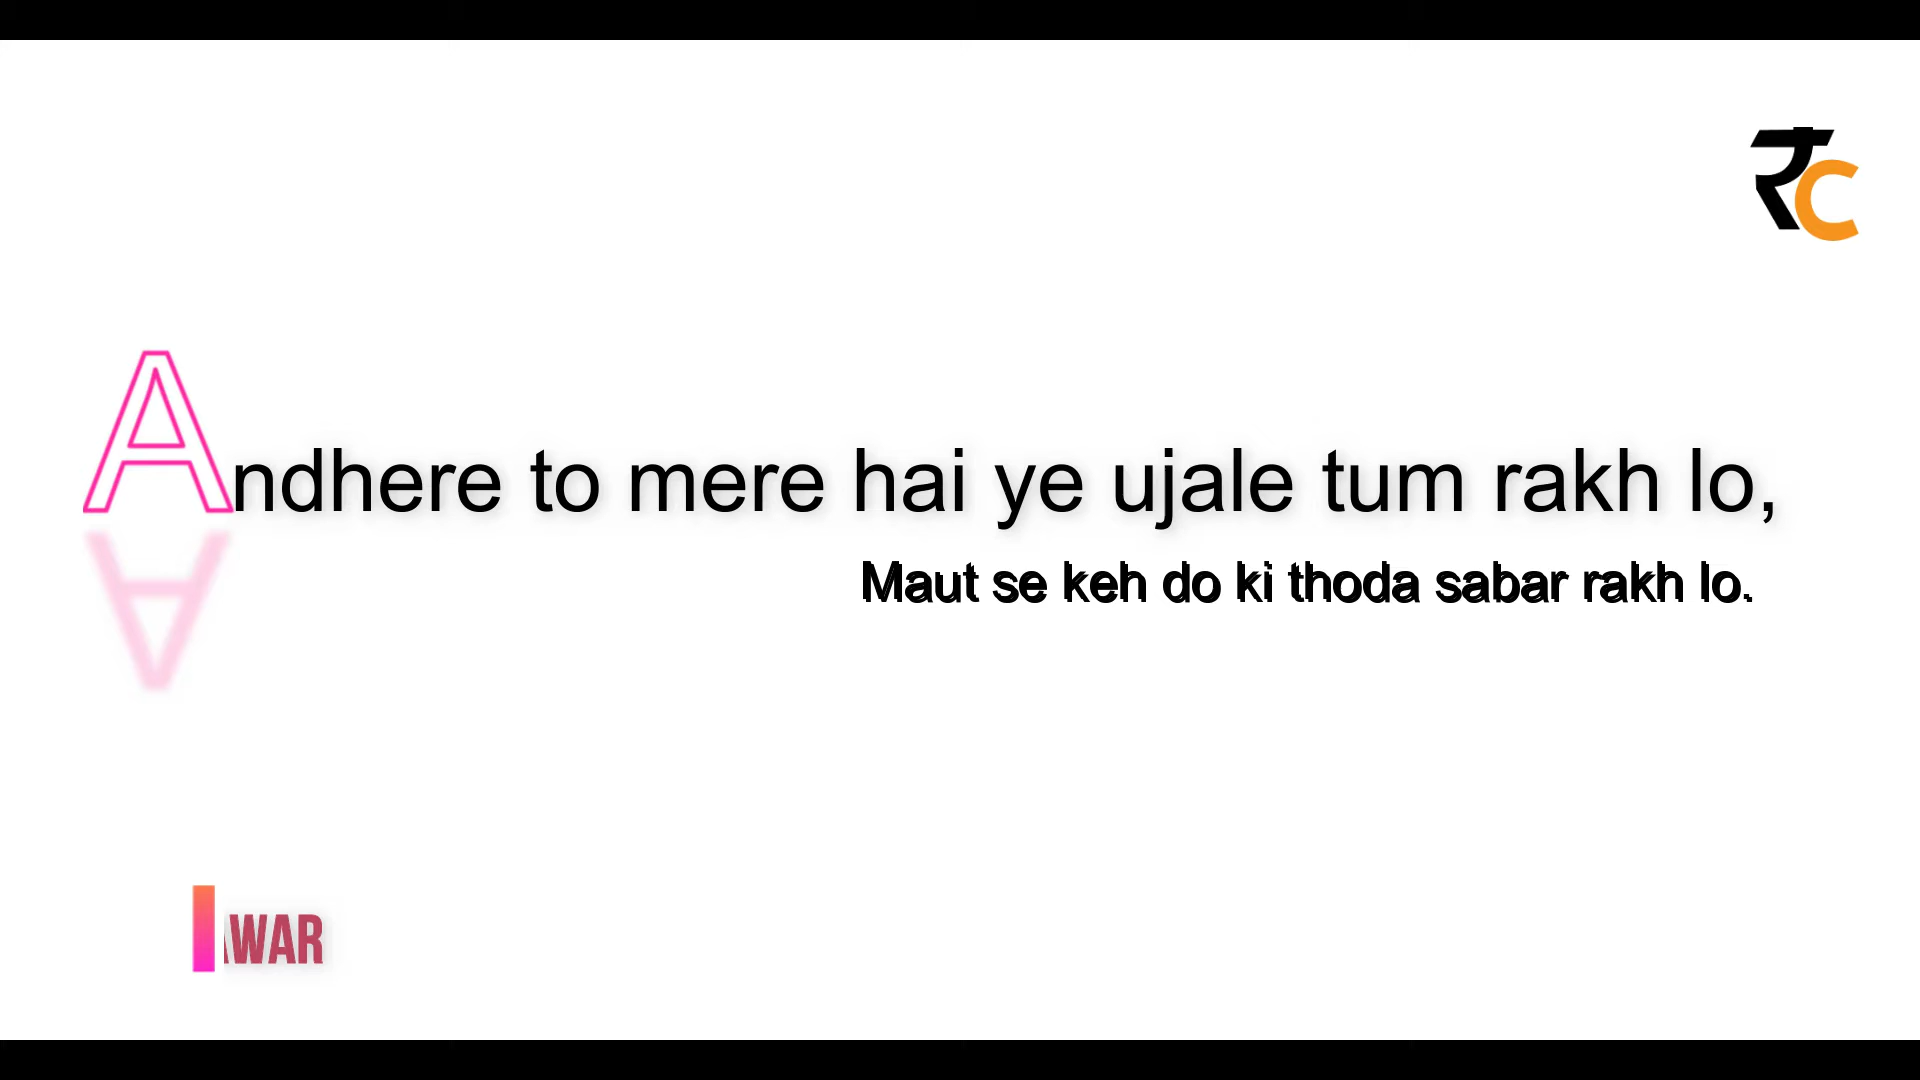 ₹C
Andhere to mere hai ye ujale tum rakh lo,
Maut se keh do ki thoda sabar rakh lo.
WAR